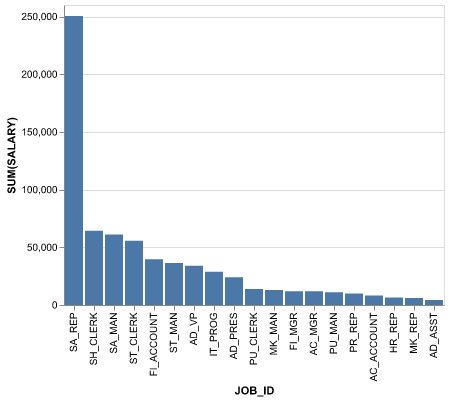 SUM(SALARY)
250,000
200,000
150,000
100,000
50,000
0
SA_REP
SH_CLERK
SA_MAN
ST_CLERK
FI_ACCOUNT
ST_MAN
AD_VP
IT_PROG
AD_PRES
PU_CLERK
MK_MAN
FI_MGR
AC_MGR
PU_MAN
PR_REP
AC_ACCOUNT
HR_REP
MK_REP
AD_ASST
JOB_ID